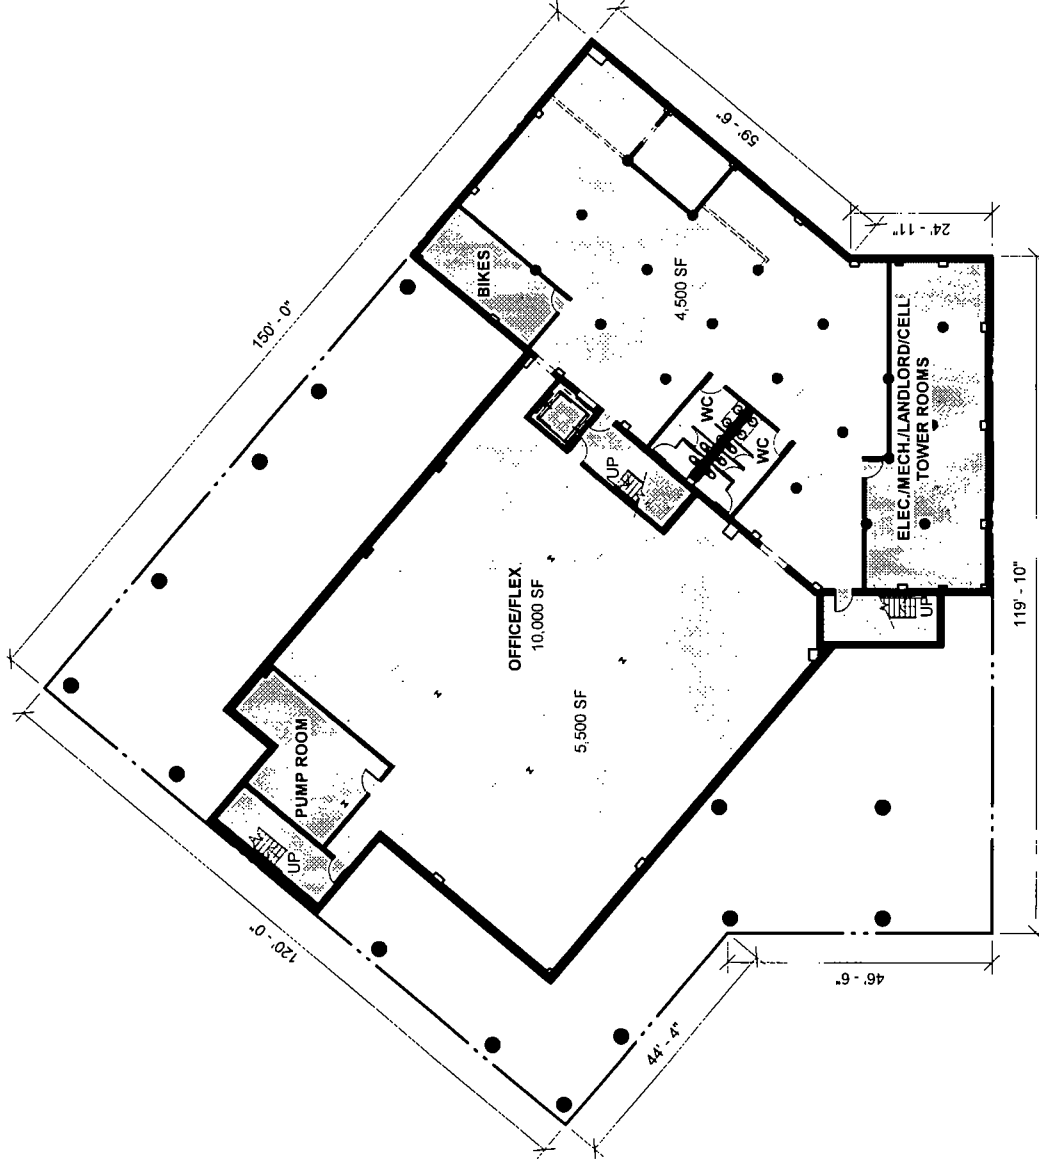 59' - 6"
150' - 0"
24' - 11"
BIKES
4,500 SF
WC
WC
UP
ELEC./MECH./LANDLORD/CELL
TOWER ROOMS
OFFICE/FLEX
10,000 SF
5,500 SF
119' - 10"
UP
PUMP ROOM
UP
120' - 0"
46' - 6"
44' - 4"